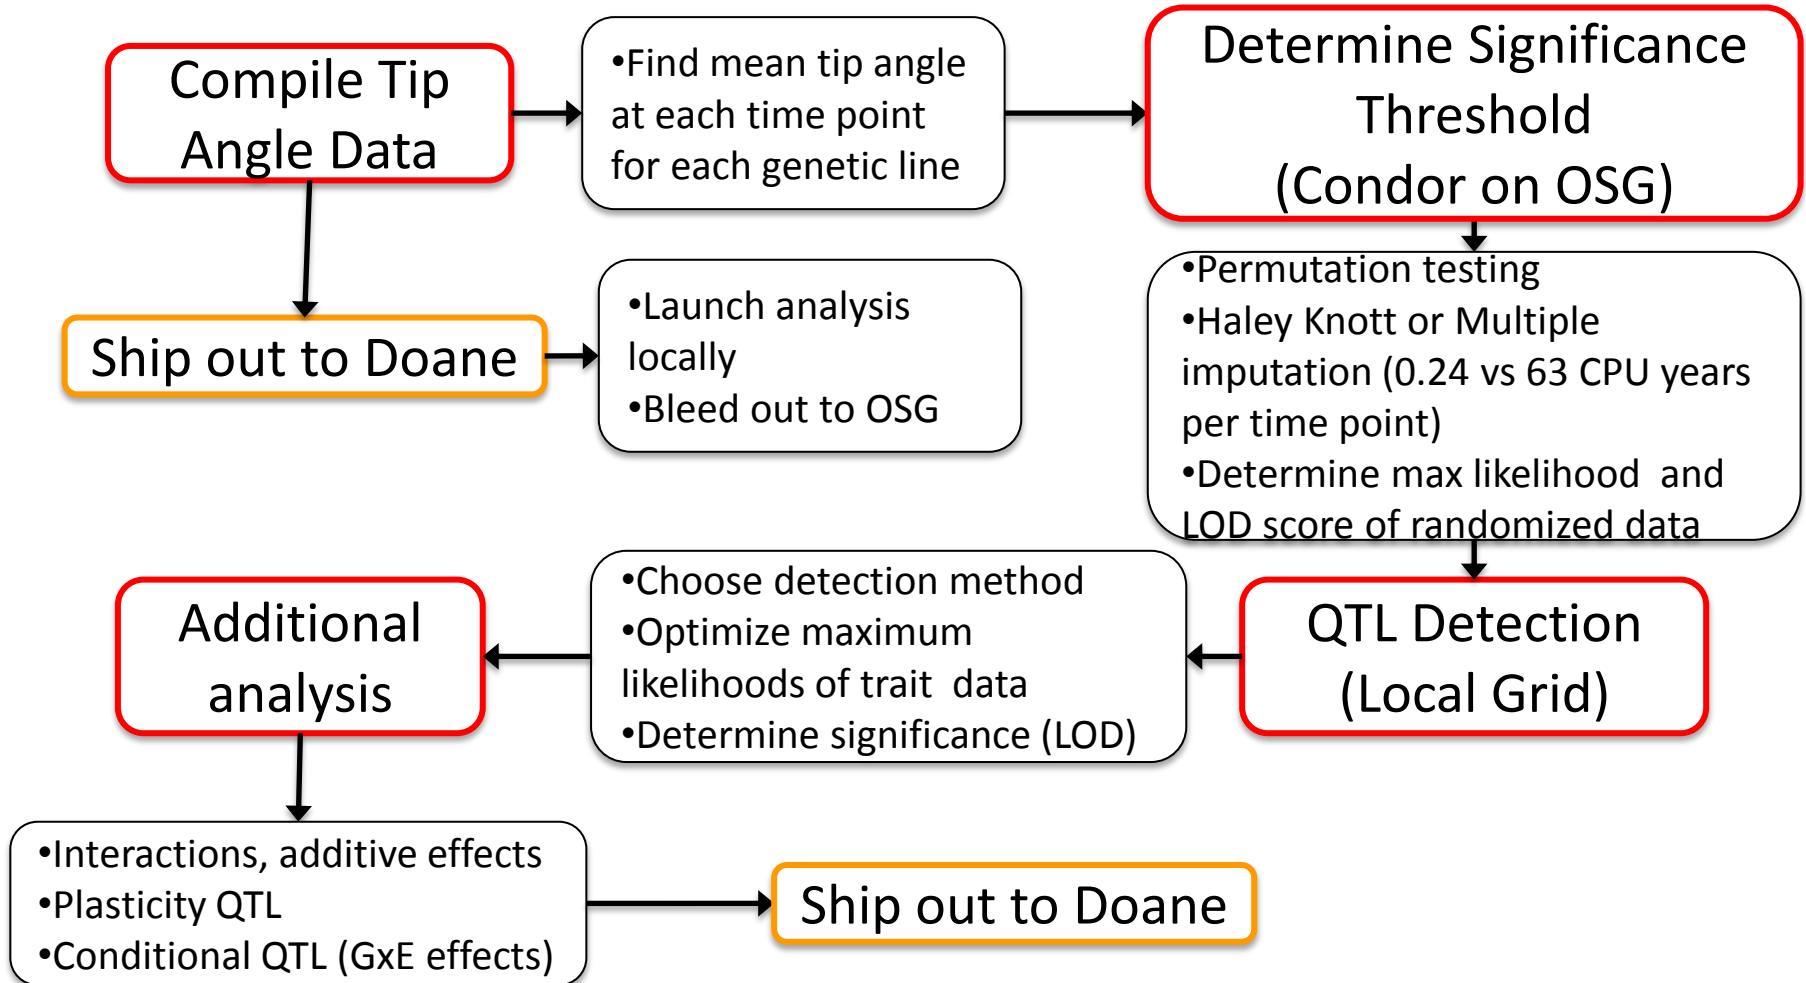 Compile Tip
Angle Data
•Find mean tip angle
at each time point
for each genetic line
Determine Significance
Threshold
(Condor on OSG)
Ship out to Doane
•Launch analysis
locally
•Bleed out to OSG
•Permutation testing
•Haley Knott or Multiple
imputation (0.24 vs 63 CPU years
per time point)
•Determine max likelihood and
LOD score of randomized data
QTL Detection
(Local Grid)
•Choose detection method
•Optimize maximum
likelihoods of trait data
•Determine significance (LOD)
Additional
analysis
•Interactions, additive effects
•Plasticity QTL
•Conditional QTL (GxE effects)
Ship out to Doane